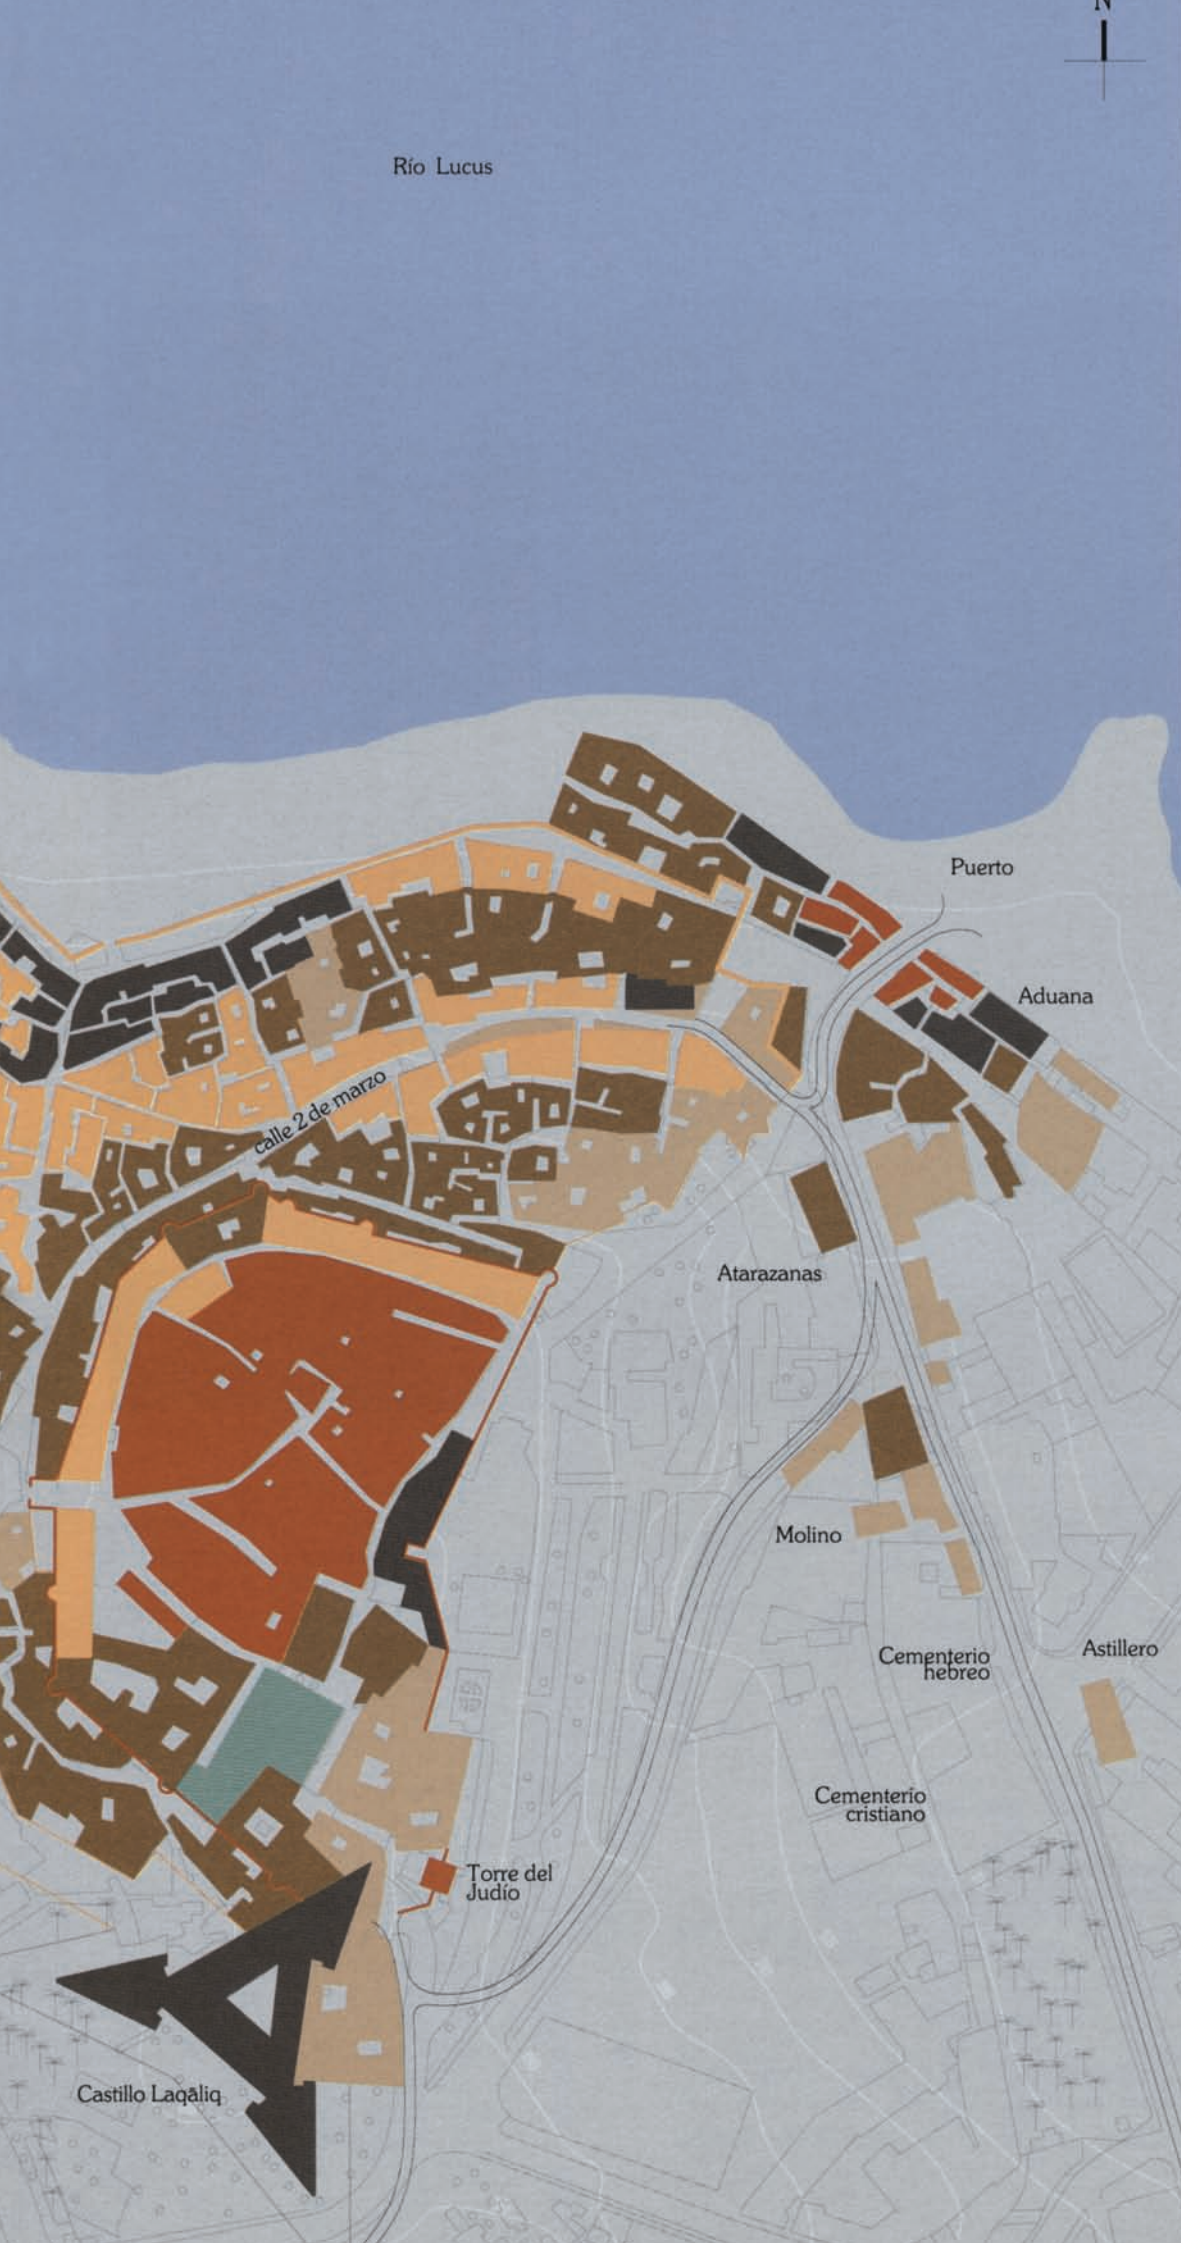 N
Río Lucus
Puerto
Aduana
calle 2 de marzo
Atarazanas
Molino
Cementerio
hebreo
Astillero
Cementerio
cristiano
Torre del
Judío
Castillo Laqāliq